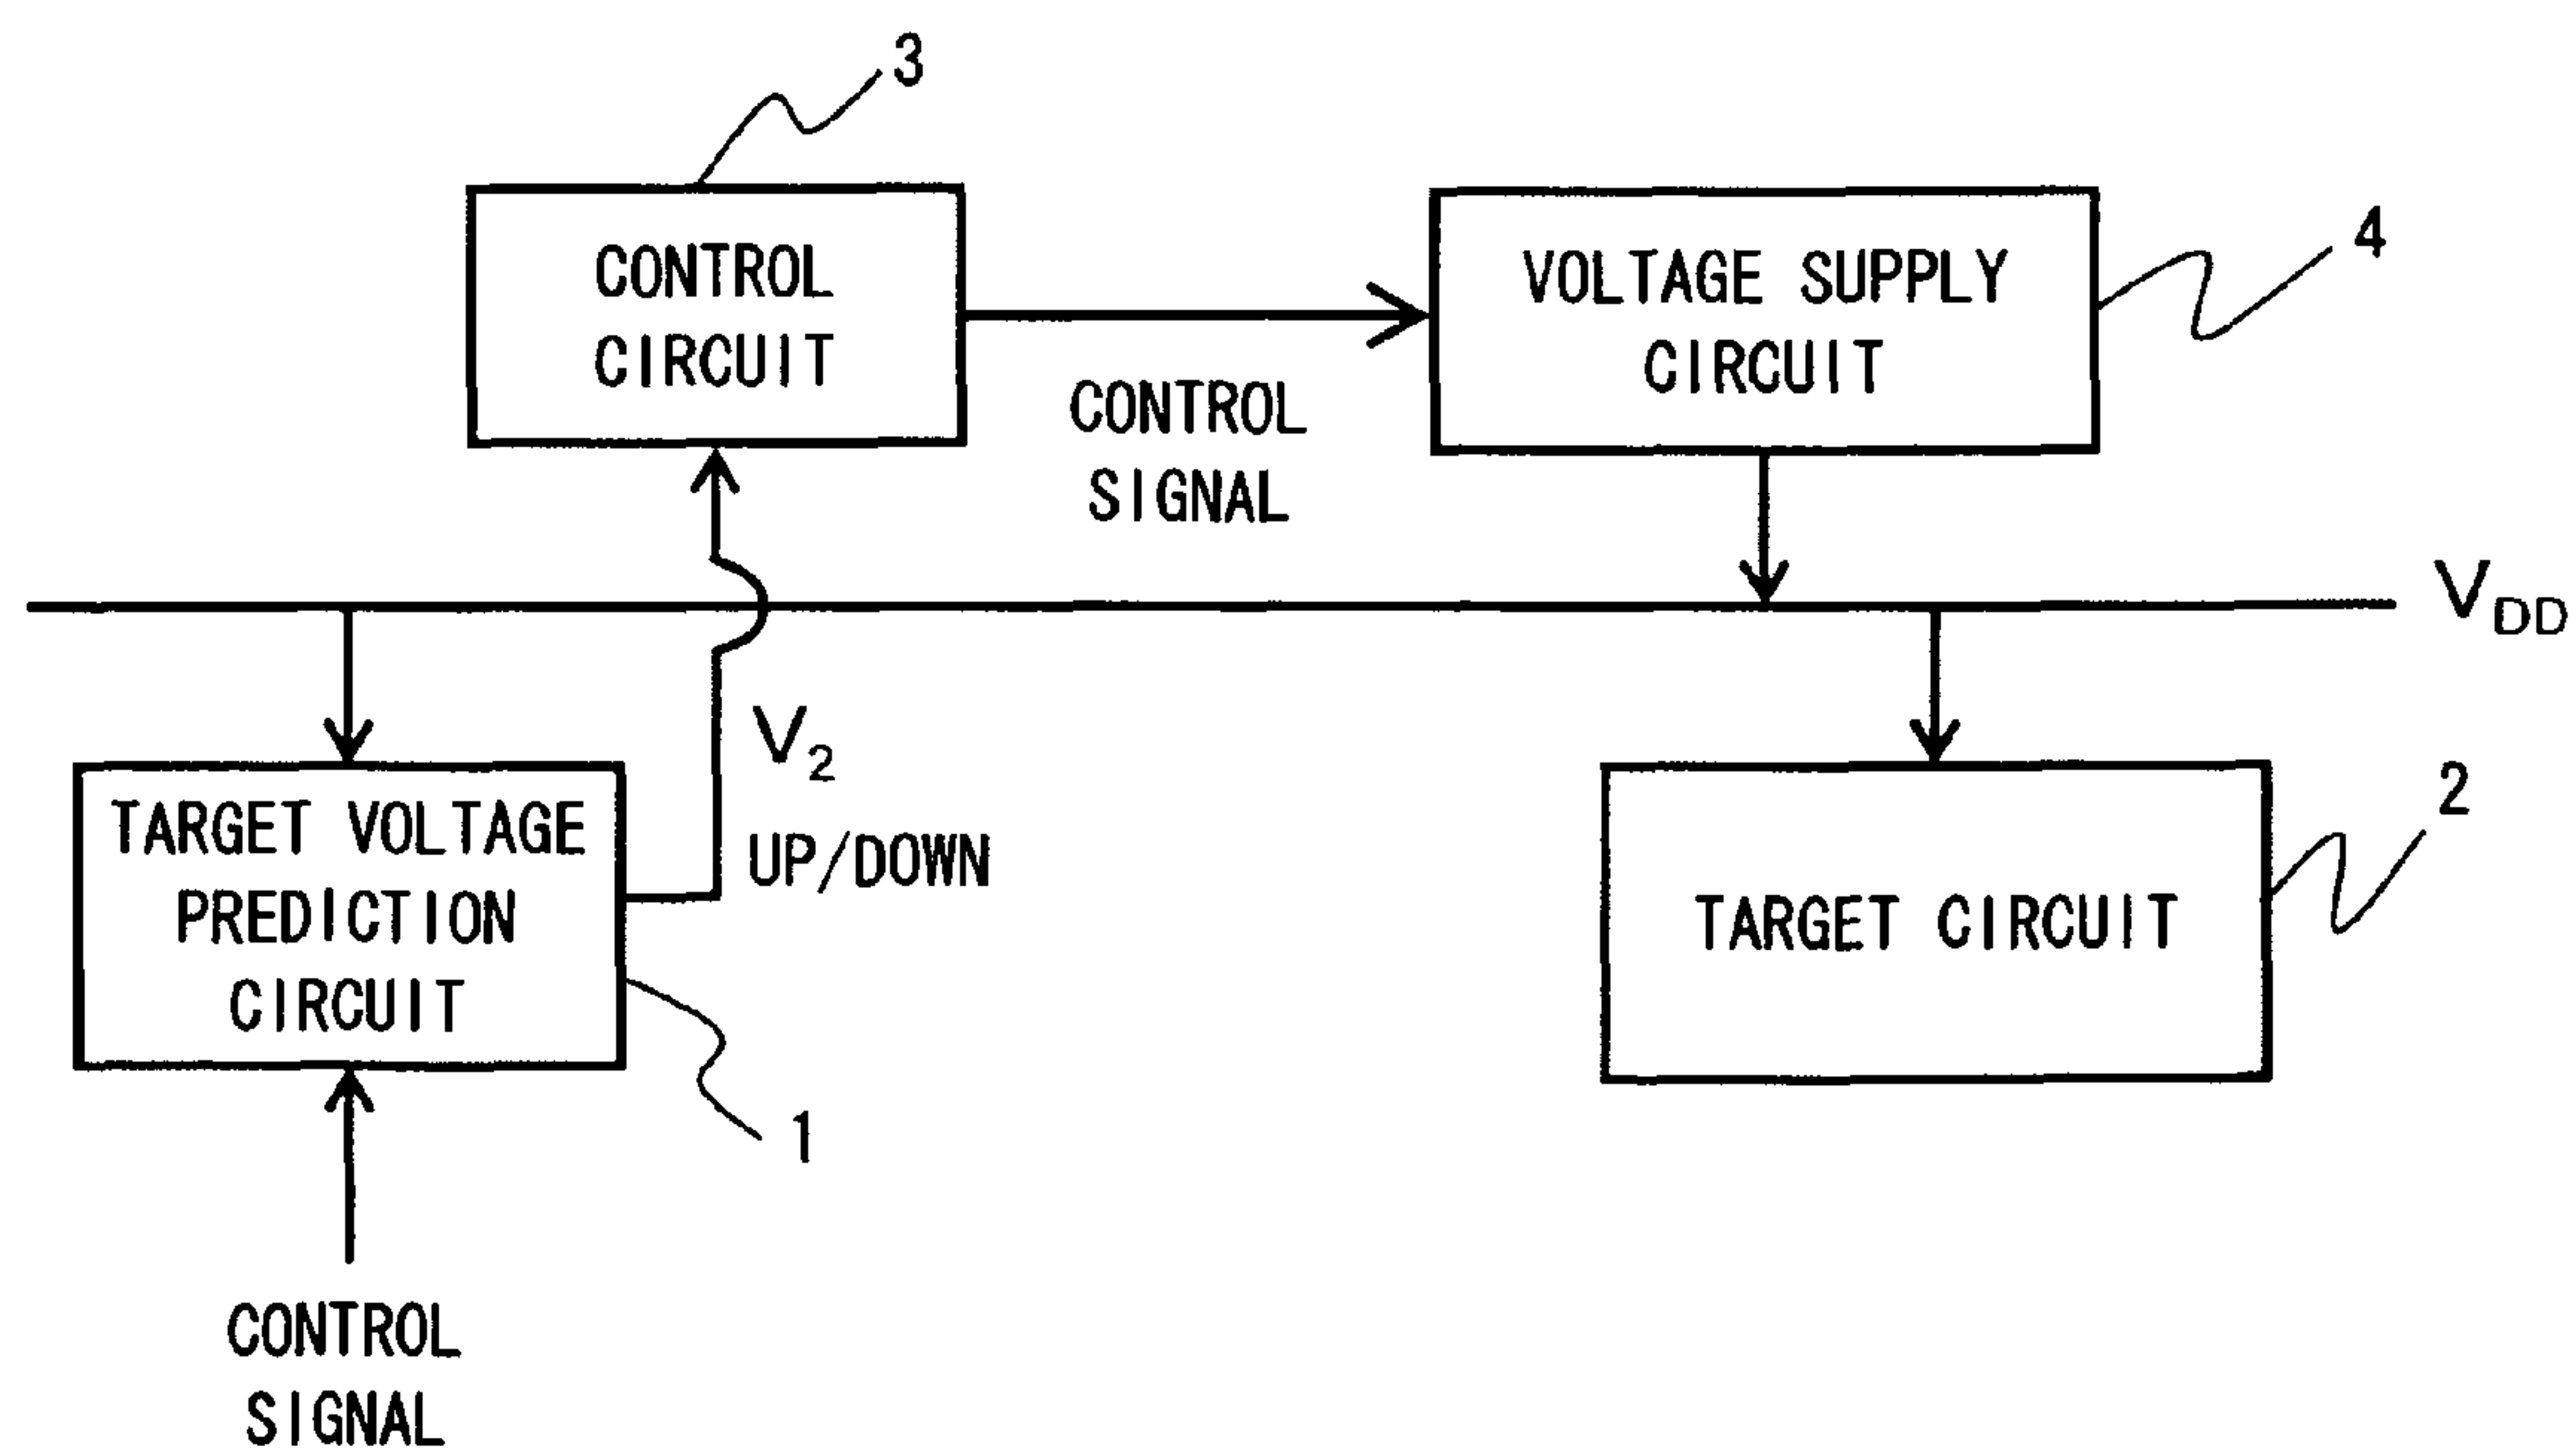 3
CONTROL
CIRCUIT
VOLTAGE SUPPLY
CIRCUIT
4
CONTROL
SIGNAL
VDD
V2
UP/DOWN
TARGET VOLTAGE
PREDICTION
CIRCUIT
1
TARGET CIRCUIT
2
CONTROL
SIGNAL